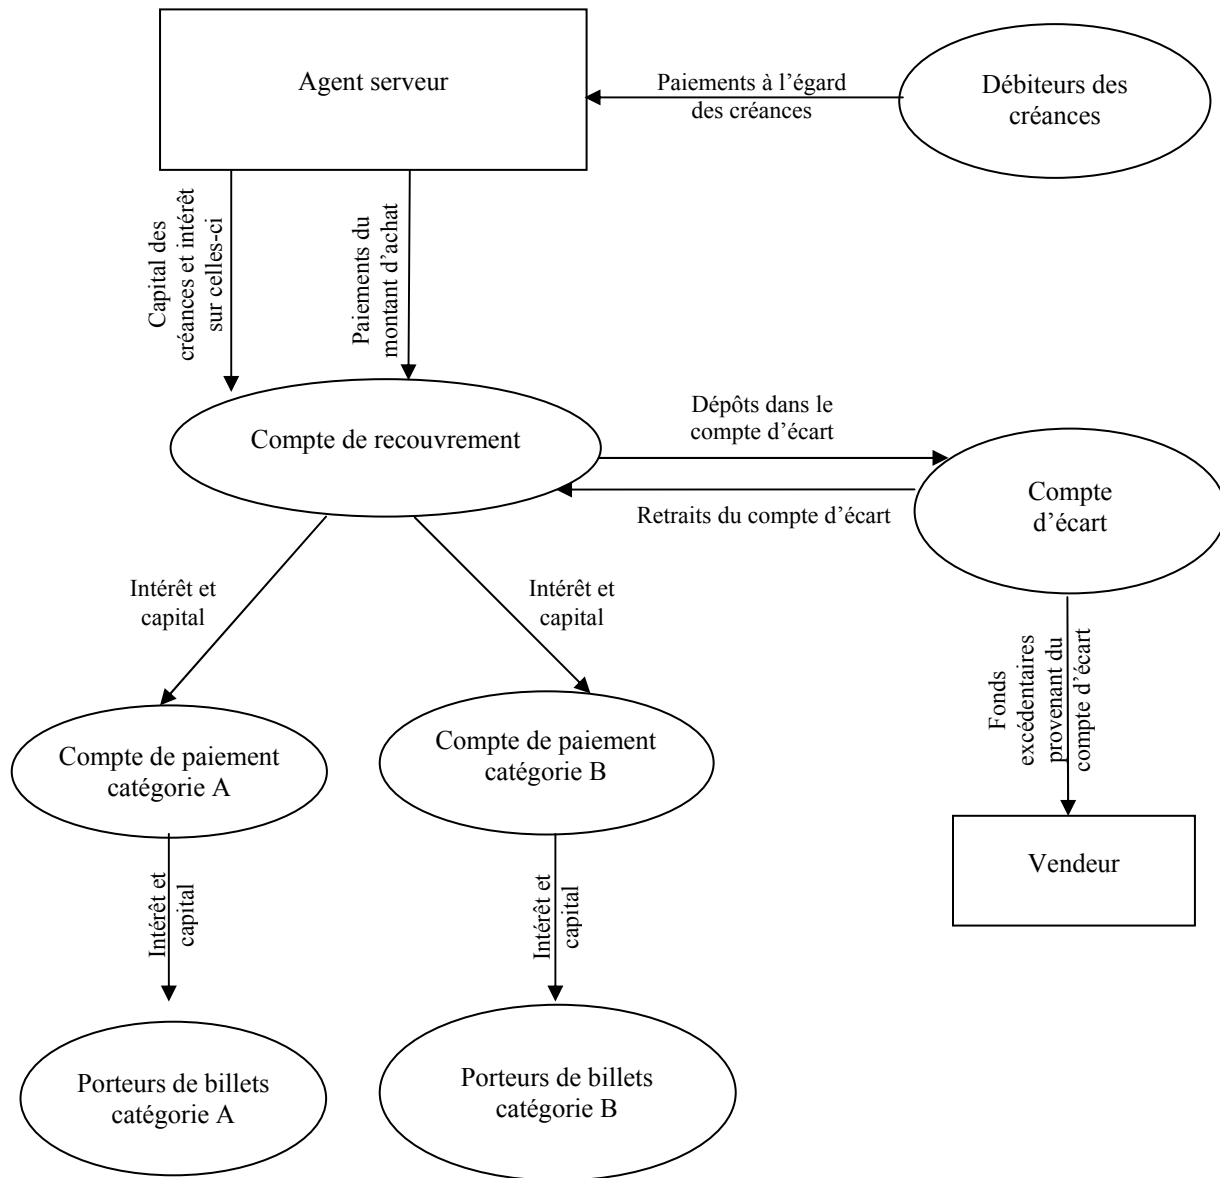 Agent serveur
Paiements à l’égard
des créances
Débiteurs des
créances
Capital des
créances et intérêt
sur celles-ci
Paiements du
montant d’achat
Compte de recouvrement
Dépôts dans le
compte d’écart
Retraits du compte d’écart
Compte
d’écart
Intérêt et
capital
Intérêt et
capital
Fonds
excédentaires
provenant du
compte d’écart
Compte de paiement
catégorie A
Compte de paiement
catégorie B
Vendeur
Intérêt et
capital
Intérêt et
capital
Porteurs de billets
catégorie A
Porteurs de billets
catégorie B